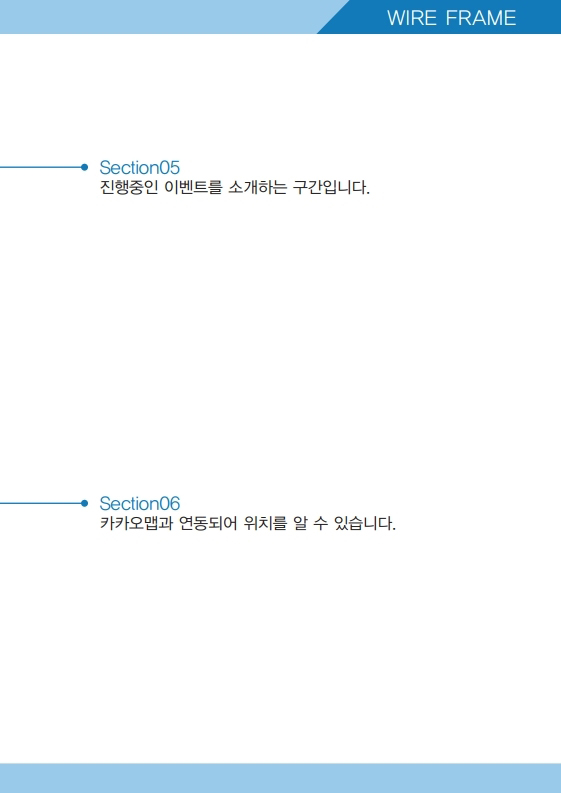 WIRE FRAME
Section05
진행중인 이벤트를 소개하는 구간입니다.
Section06
카카오맵과 연동되어 위치를 알 수 있습니다.